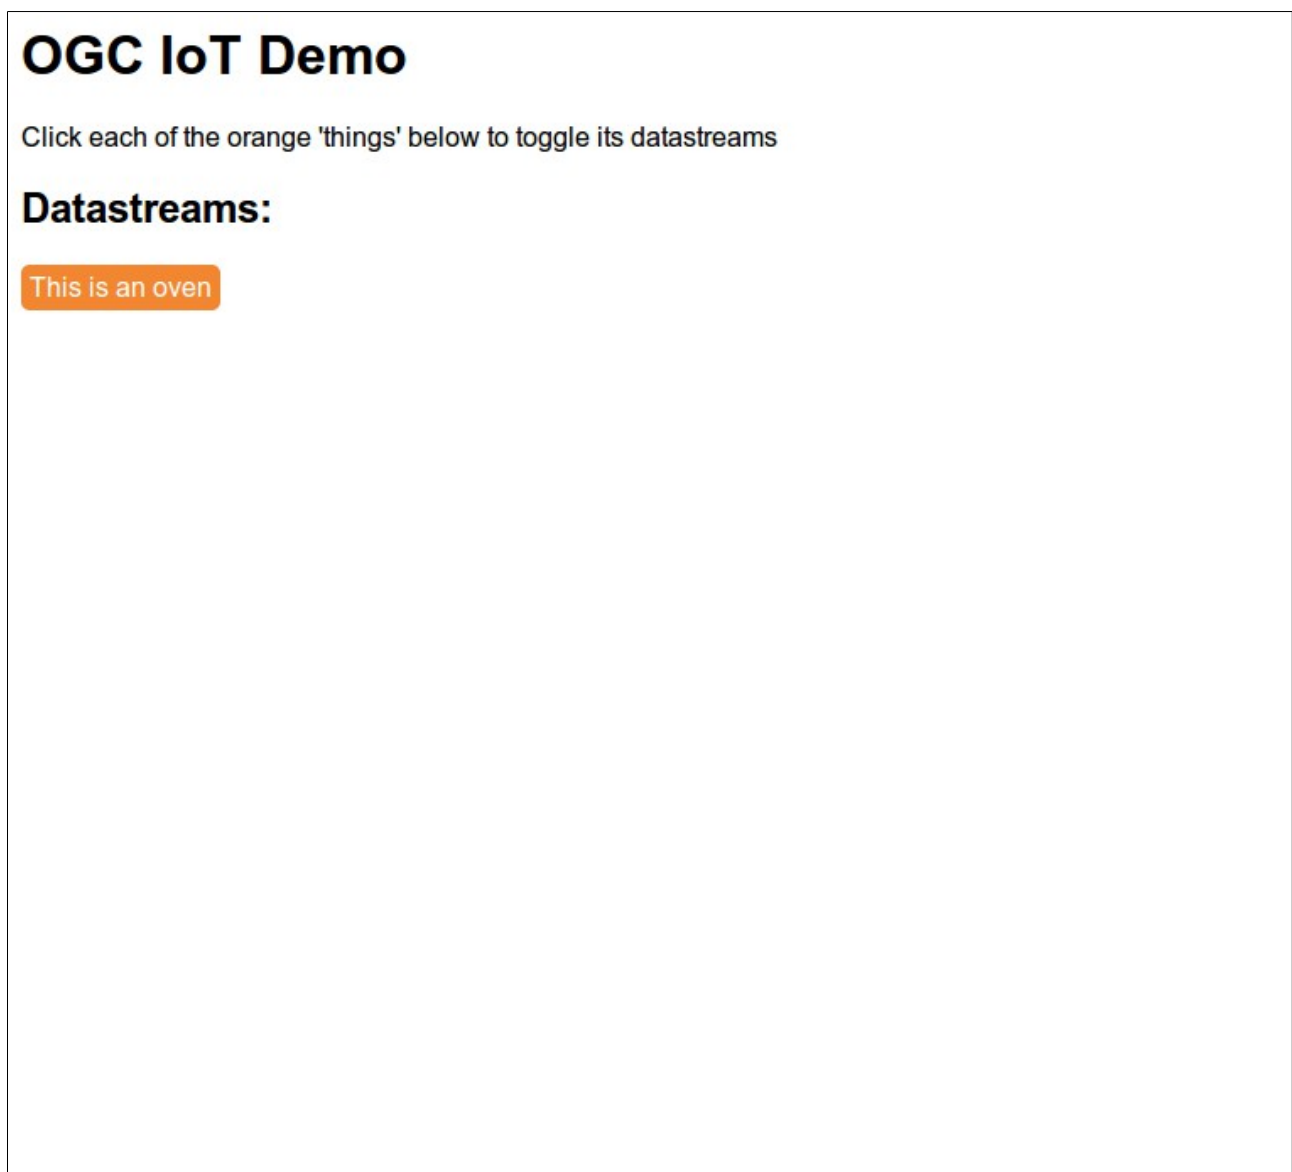 OGC IoT Demo
Click each of the orange 'things' below to toggle its datastreams
Datastreams:
This is an oven